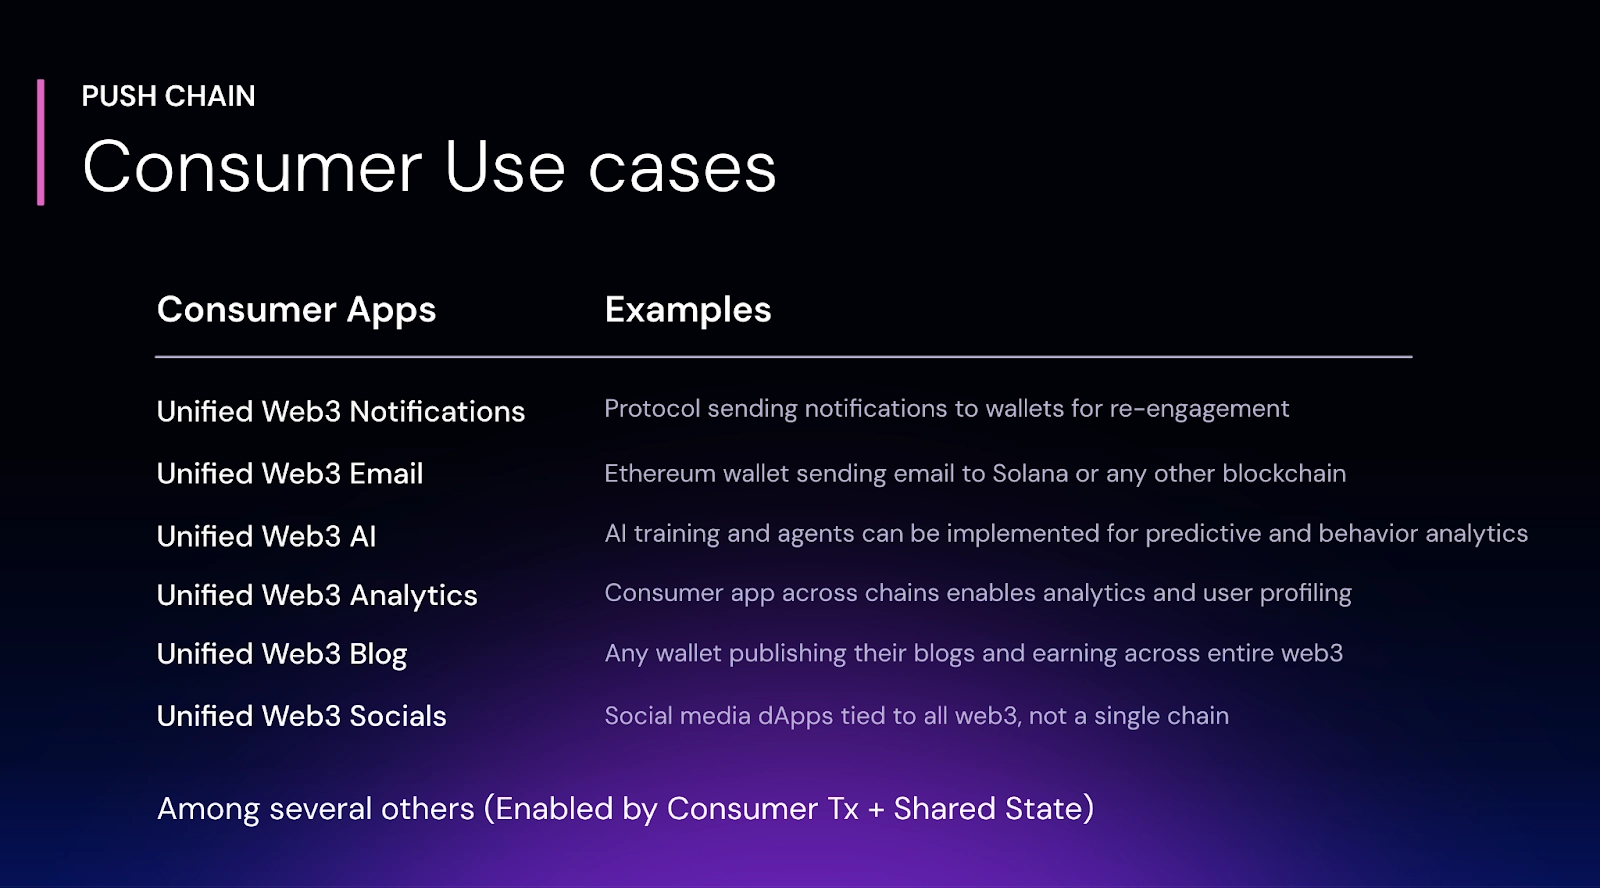 PUSH CHAIN
Consumer Use cases
Consumer Apps Examples
Unified Web3 Notifications Protocol sending notifications to wallets for re-engagement
Unified Web3 Email Ethereum wallet sending email to Solana or any other blockchain
Unified Web3 AI AI training and agents can be implemented for predictive and behavior analytics
Unified Web3 Analytics Consumer app across chains enables analytics and user profiling
Unified Web3 Blog Any wallet publishing their blogs and earning across entire web3
Unified Web3 Socials Social media dApps tied to all web3, not a single chain
Among several others (Enabled by Consumer Tx + Shared State)